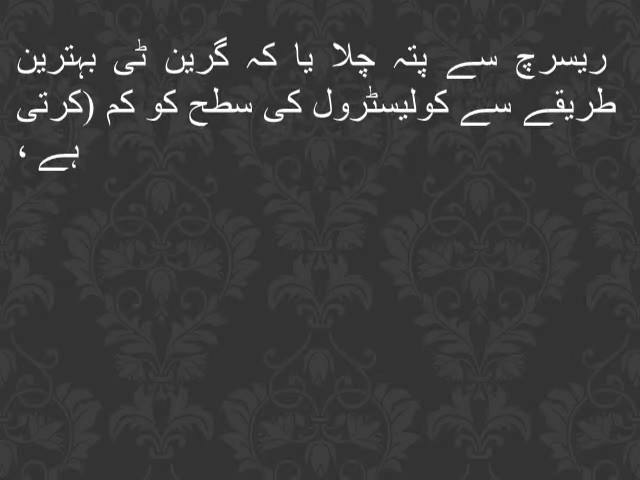 ریسرچ سے پتہ چلا یا کہ گرین ٹی بہترین
طریقے سے کولیسٹرول کی سطح کو کم (کرتی
ہے ،